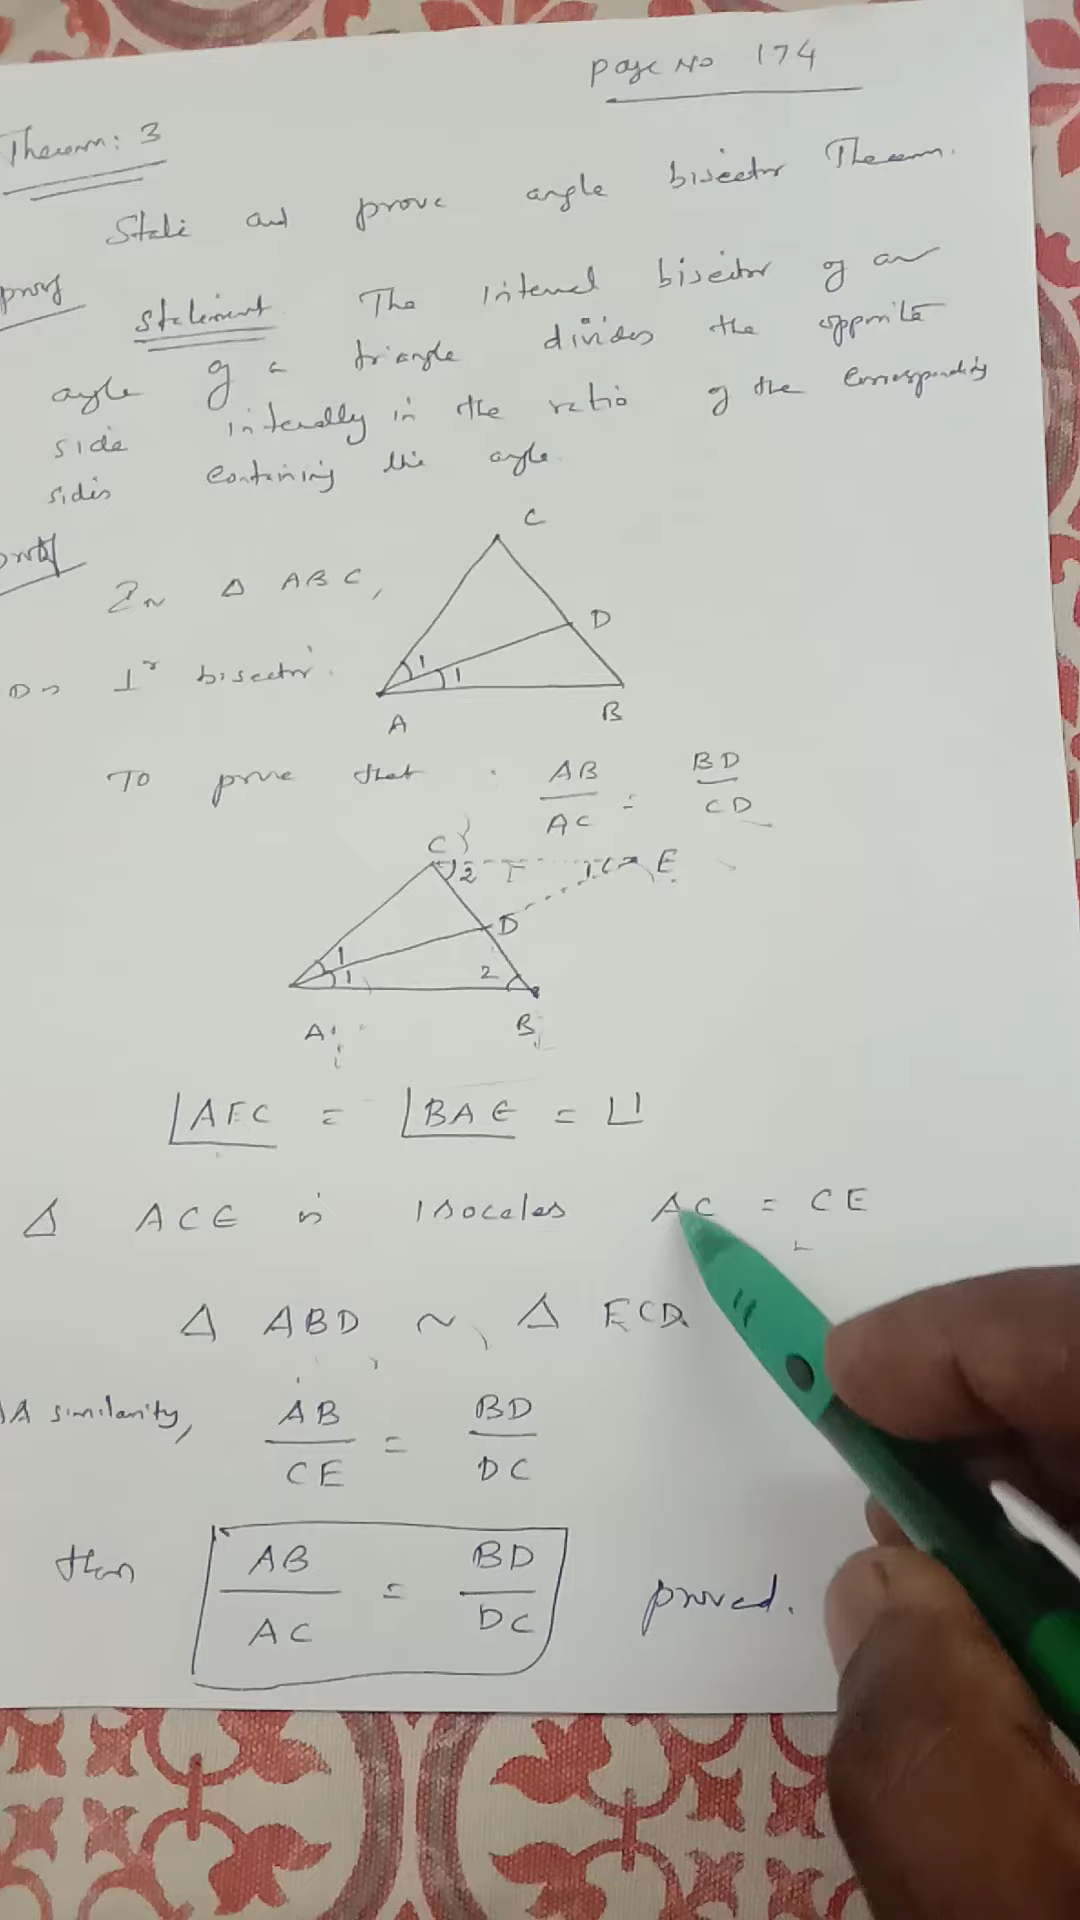 Page No 174
Theorem: 3
State and prove angle bisector Theorem.
proof
Statement The internal bisector of an
angle of a triangle divides the opposite
side internally in the ratio of the corresponding
sides containing the angle.
In Δ ABC,
C
D
1
1
A
B
D is bisector.
To prove that AB/AC = BD/CD
C
2
1
E
D
1
1
2
A
B
∠AEC = ∠BAE = ∠1
Δ ACE is isoceles AC = CE
Δ ABD ~ Δ ECD
AA similarity, AB/CE = BD/DC
then AB/AC = BD/DC proved.